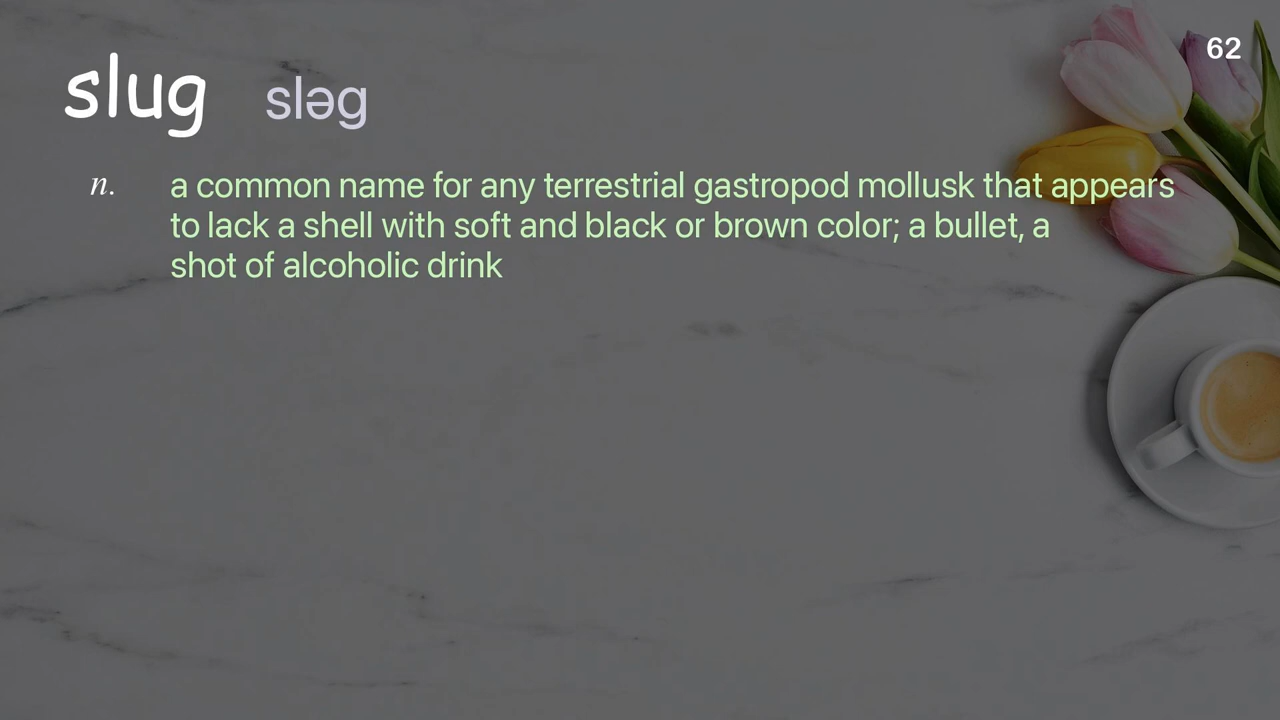 62
slug sləg
n. a common name for any terrestrial gastropod mollusk that appears
to lack a shell with soft and black or brown color; a bullet, a
shot of alcoholic drink